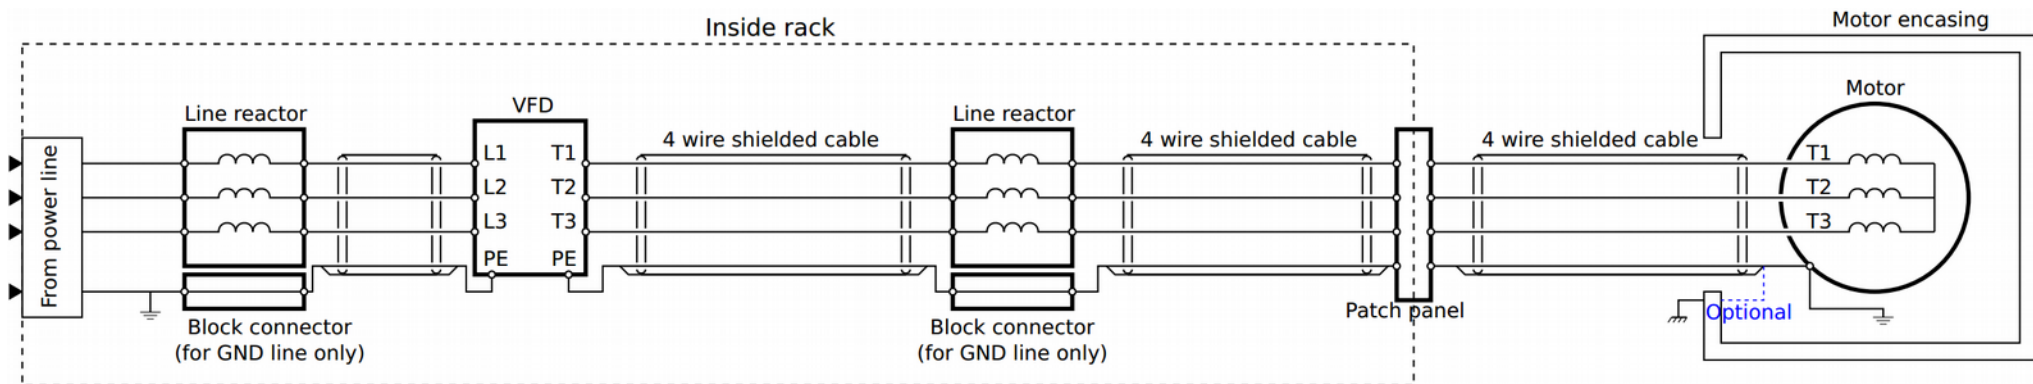 Inside rack
Motor encasing
Line reactor
VFD
Line reactor
Motor
4 wire shielded cable
4 wire shielded cable
4 wire shielded cable
From power line
L1 T1
L2 T2
L3 T3
PE PE
T1
T2
T3
Block connector
(for GND line only)
Block connector
(for GND line only)
Patch panel
Optional